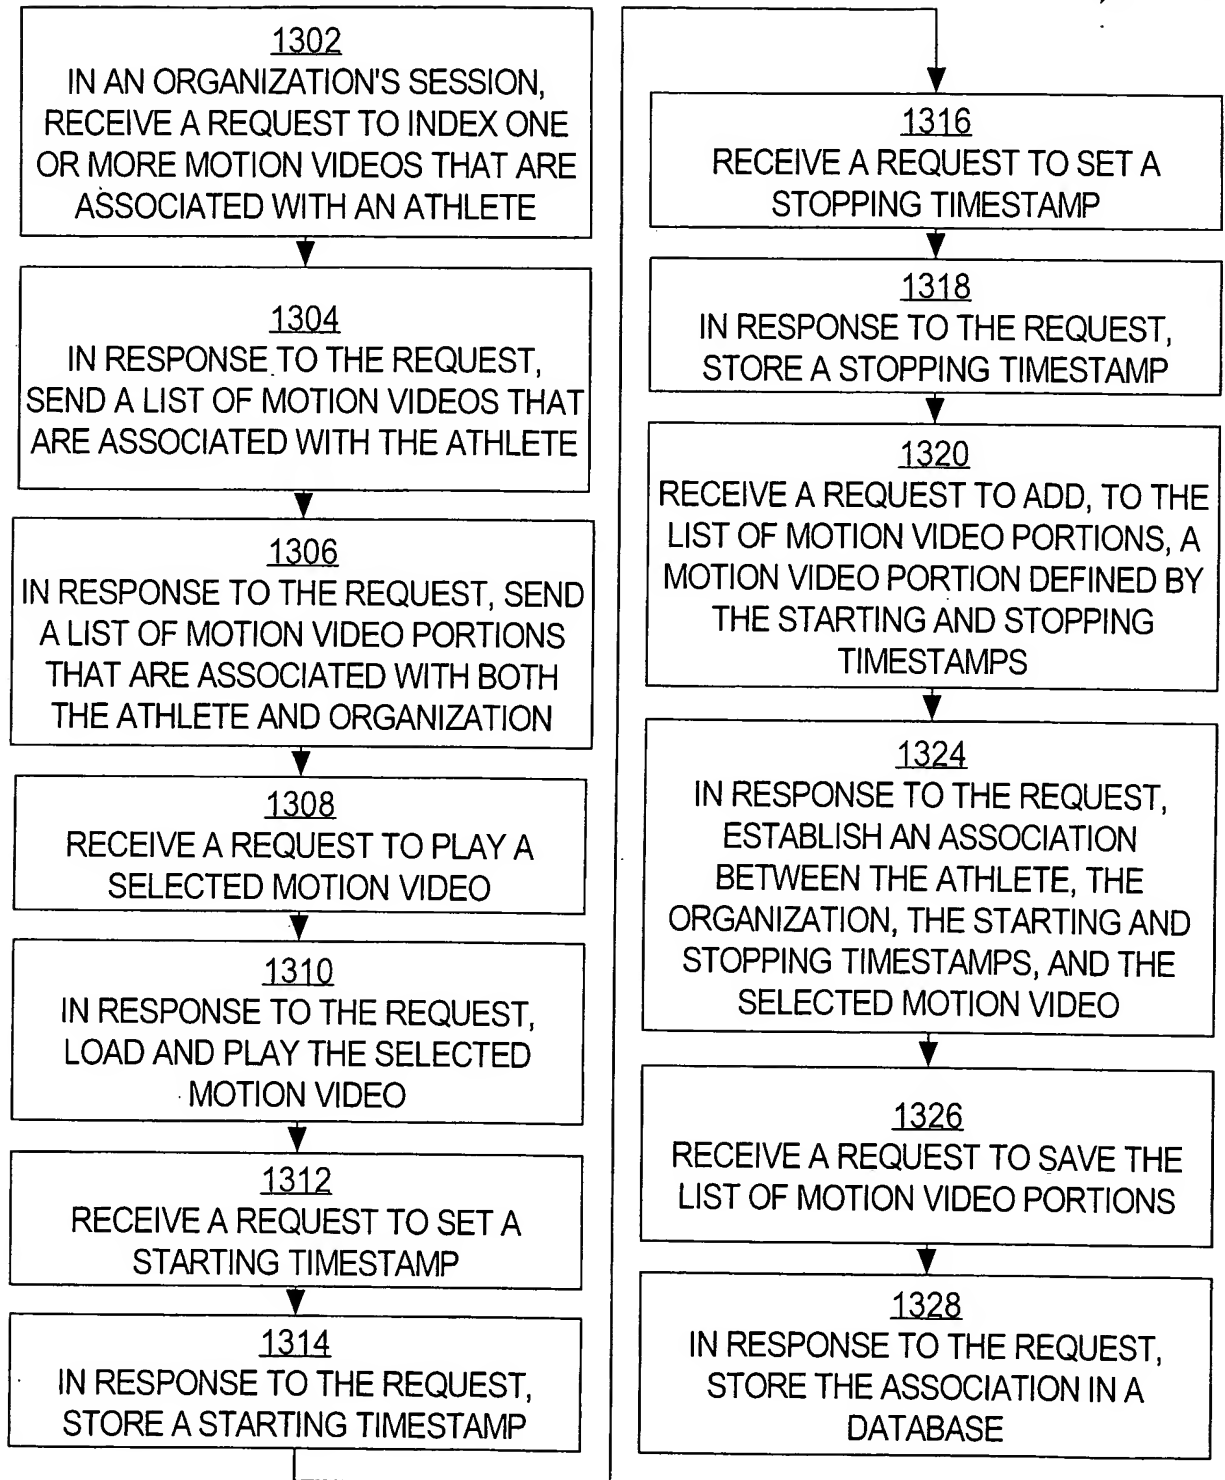 1302
IN AN ORGANIZATION'S SESSION,
RECEIVE A REQUEST TO INDEX ONE
OR MORE MOTION VIDEOS THAT ARE
ASSOCIATED WITH AN ATHLETE
1304
IN RESPONSE TO THE REQUEST,
SEND A LIST OF MOTION VIDEOS THAT
ARE ASSOCIATED WITH THE ATHLETE
1306
IN RESPONSE TO THE REQUEST, SEND
A LIST OF MOTION VIDEO PORTIONS
THAT ARE ASSOCIATED WITH BOTH
THE ATHLETE AND ORGANIZATION
1308
RECEIVE A REQUEST TO PLAY A
SELECTED MOTION VIDEO
1310
IN RESPONSE TO THE REQUEST,
LOAD AND PLAY THE SELECTED
MOTION VIDEO
1312
RECEIVE A REQUEST TO SET A
STARTING TIMESTAMP
1314
IN RESPONSE TO THE REQUEST,
STORE A STARTING TIMESTAMP
1316
RECEIVE A REQUEST TO SET A
STOPPING TIMESTAMP
1318
IN RESPONSE TO THE REQUEST,
STORE A STOPPING TIMESTAMP
1320
RECEIVE A REQUEST TO ADD, TO THE
LIST OF MOTION VIDEO PORTIONS, A
MOTION VIDEO PORTION DEFINED BY
THE STARTING AND STOPPING
TIMESTAMPS
1324
IN RESPONSE TO THE REQUEST,
ESTABLISH AN ASSOCIATION
BETWEEN THE ATHLETE, THE
ORGANIZATION, THE STARTING AND
STOPPING TIMESTAMPS, AND THE
SELECTED MOTION VIDEO
1326
RECEIVE A REQUEST TO SAVE THE
LIST OF MOTION VIDEO PORTIONS
1328
IN RESPONSE TO THE REQUEST,
STORE THE ASSOCIATION IN A
DATABASE